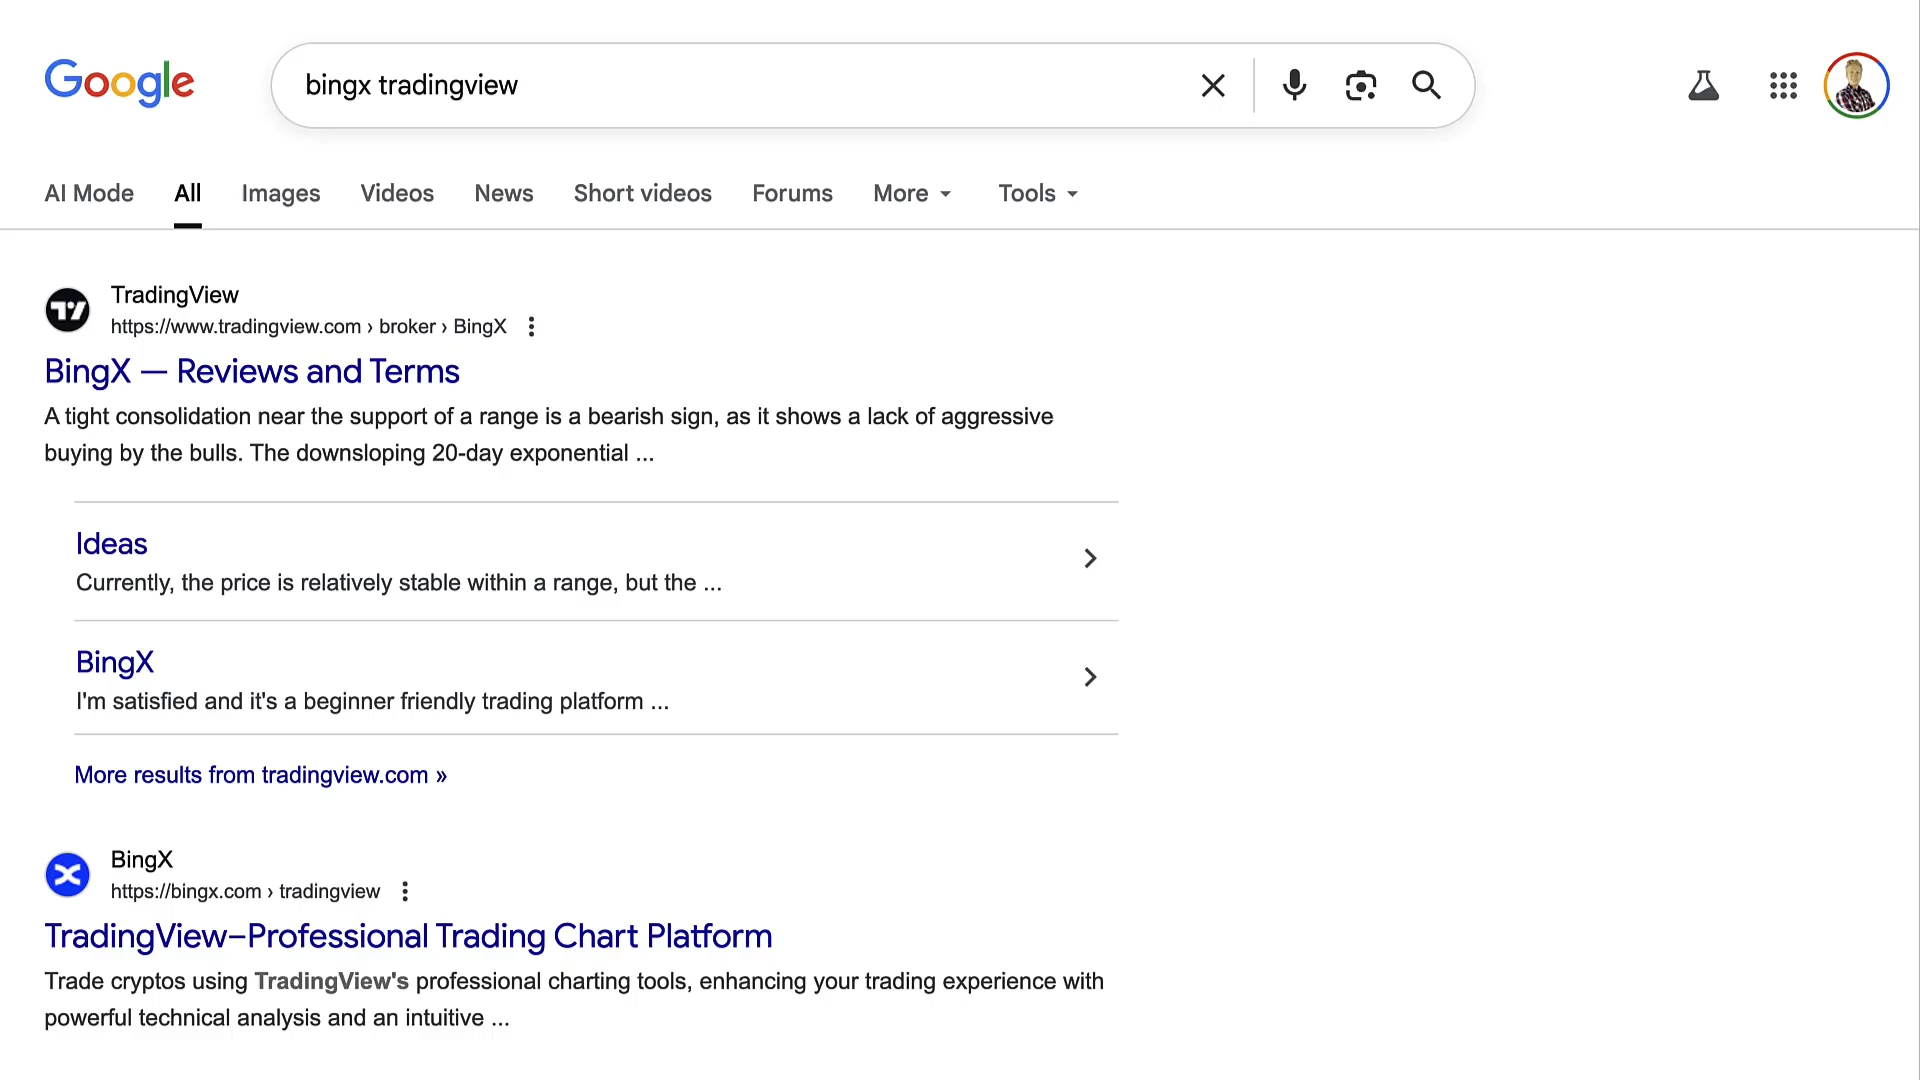 Google
bingx tradingview
AI Mode All Images Videos News Short videos Forums More Tools
TradingView
https://www.tradingview.com › broker › BingX
BingX — Reviews and Terms
A tight consolidation near the support of a range is a bearish sign, as it shows a lack of aggressive
buying by the bulls. The downsloping 20-day exponential ...
Ideas
Currently, the price is relatively stable within a range, but the ...
BingX
I'm satisfied and it's a beginner friendly trading platform ...
More results from tradingview.com »
BingX
https://bingx.com › tradingview
TradingView–Professional Trading Chart Platform
Trade cryptos using TradingView's professional charting tools, enhancing your trading experience with
powerful technical analysis and an intuitive ...